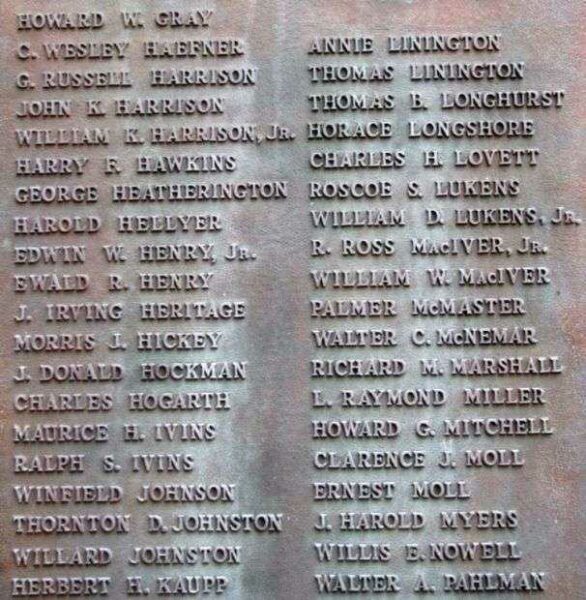 HOWARD W. GRAY
C. WESLEY HAEFNER
G. RUSSELL HARRISON
JOHN K. HARRISON
WILLIAM K. HARRISON, JR.
HARRY F. HAWKINS
GEORGE HEATHERINGTON
HAROLD HELLYER
EDWIN W. HENRY, JR.
EWALD R. HENRY
J. IRVING HERITAGE
MORRIS J. HICKEY
J. DONALD HOCKMAN
CHARLES HOGARTH
MAURICE H. IVINS
RALPH S. IVINS
WINFIELD JOHNSON
THORNTON D. JOHNSTON
WILLARD JOHNSTON
HERBERT H. KAUPP
ANNIE LININGTON
THOMAS LININGTON
THOMAS B. LONGHURST
HORACE LONGSHORE
CHARLES H. LOVETT
ROSCOE S. LUKENS
WILLIAM D. LUKENS, JR.
R. ROSS MACIVER, JR.
WILLIAM W. MACIVER
PALMER MCMASTER
WALTER C. MCNEMAR
RICHARD M. MARSHALL
L. RAYMOND MILLER
HOWARD G. MITCHELL
CLARENCE J. MOLL
ERNEST MOLL
J. HAROLD MYERS
WILLIS E. NOWELL
WALTER A. PAHLMAN